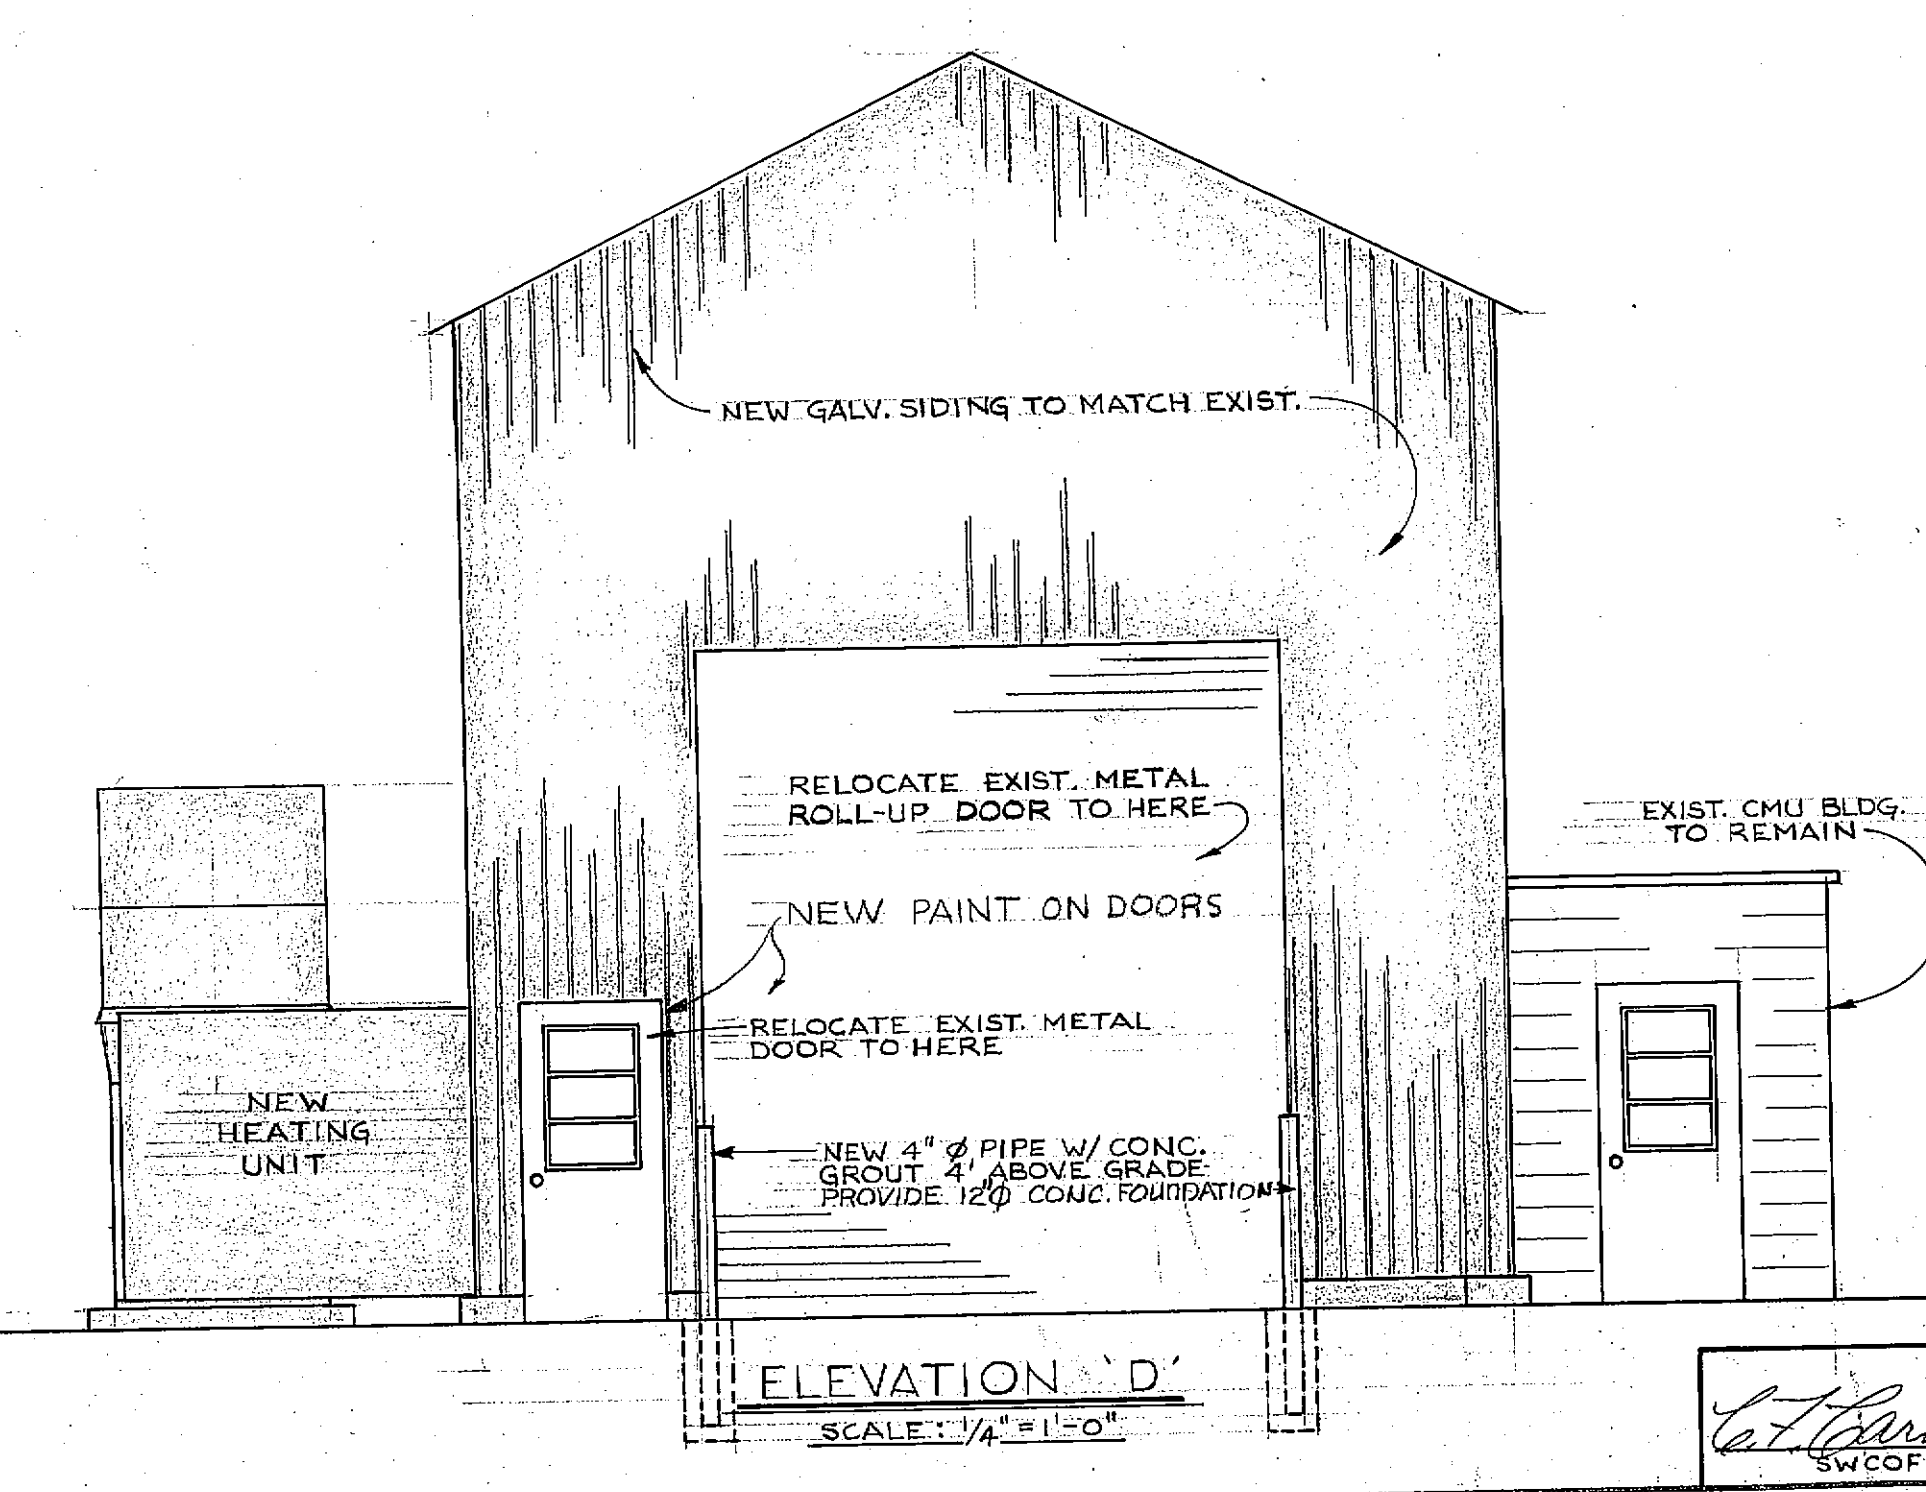 NEW GALV. SIDING TO MATCH EXIST.
RELOCATE EXIST. METAL
ROLL-UP DOOR TO HERE
EXIST. CMU BLDG.
TO REMAIN
NEW PAINT ON DOORS
RELOCATE EXIST. METAL
DOOR TO HERE
NEW
HEATING
UNIT
NEW 4" Ø PIPE W/ CONC.
GROUT 4' ABOVE GRADE
PROVIDE 12"Ø CONC. FOUNDATION
ELEVATION 'D'
SCALE: 1/4" = 1'-0"
C.F.
SWCOF